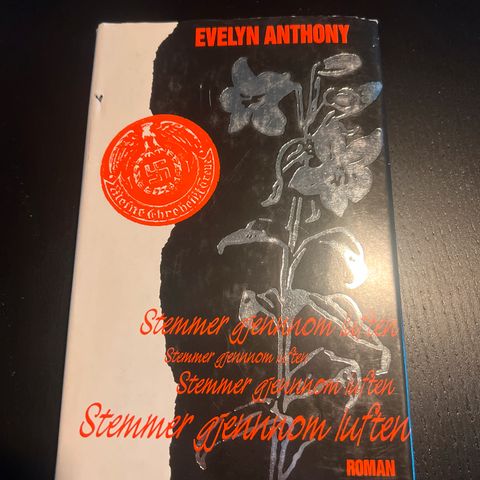 EVELYN ANTHONY
Meine Ehre heißt Treue
Stemmer gjennom luften
Stemmer gjennom luften
Stemmer gjennom luften
Stemmer gjennom luften
ROMAN